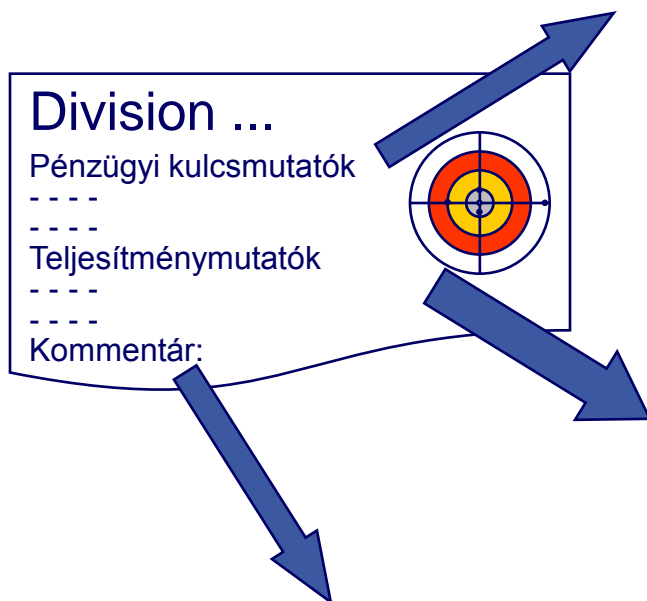 Division ...
Pénzügyi kulcsmutatók
- - - -
- - - -
Teljesítménymutatók
- - - -
- - - -
Kommentár: